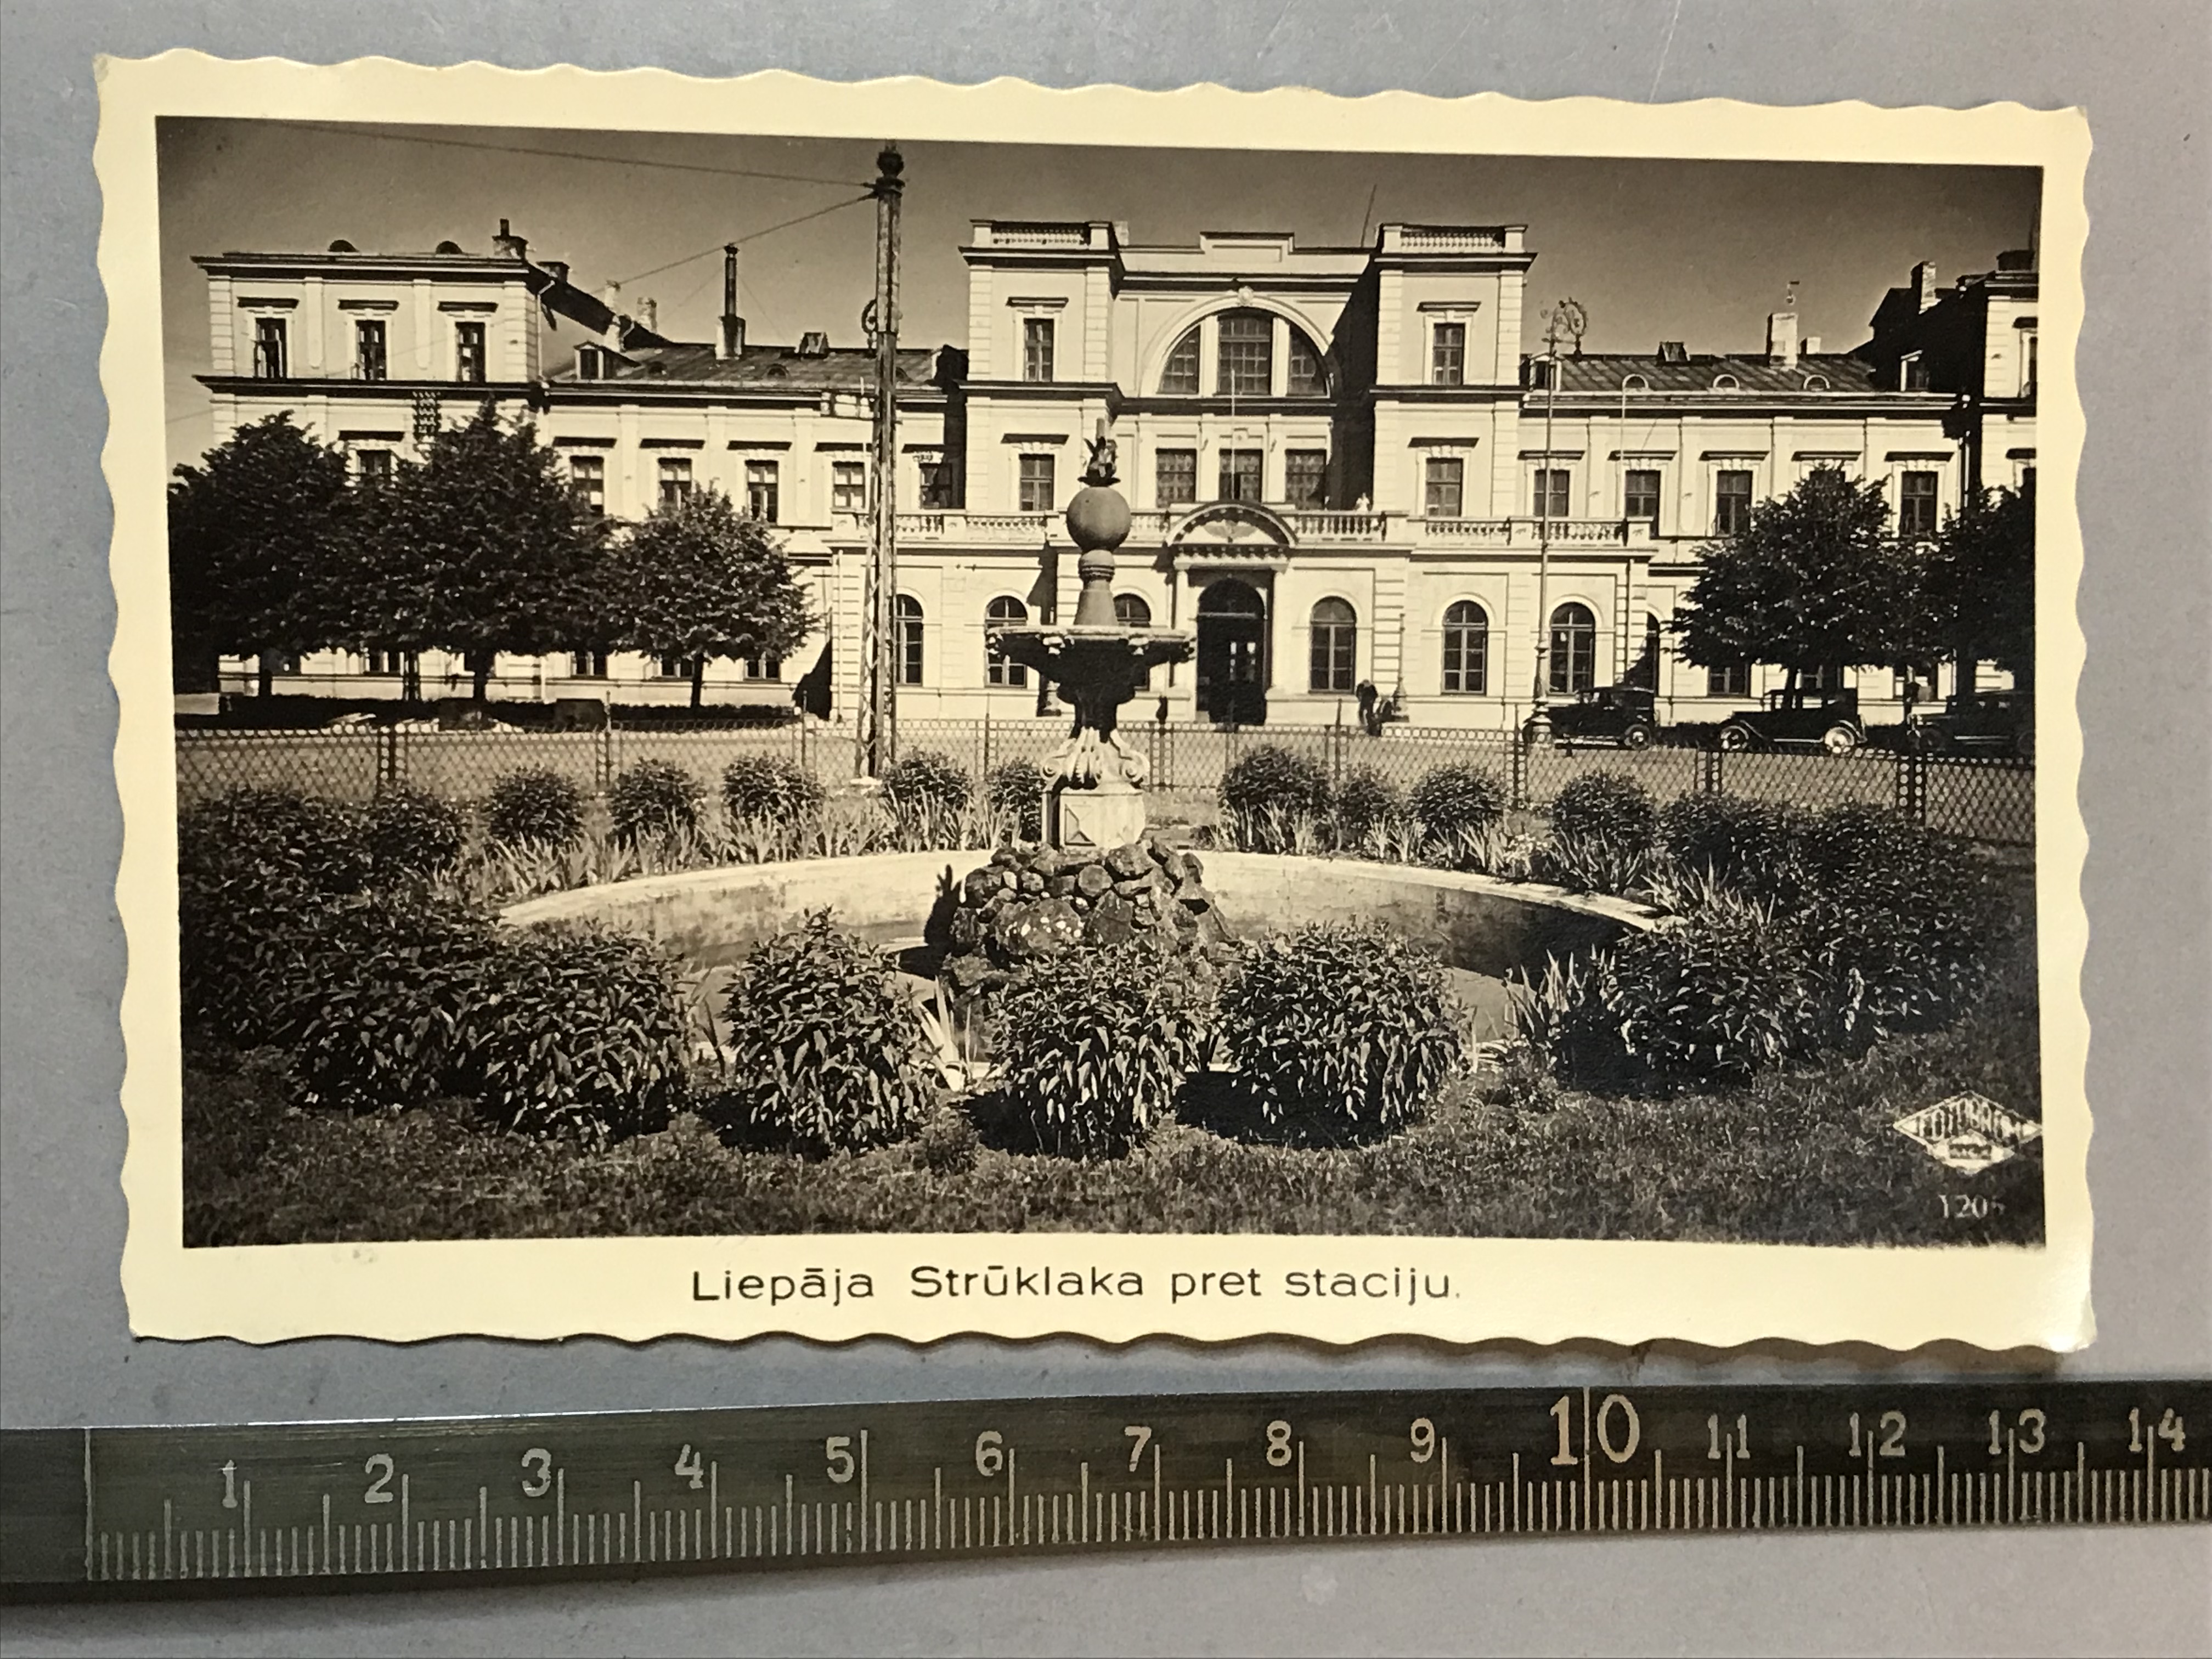 1205
Liepāja Strūklaka pret staciju.
1 2 3 4 5 6 7 8 9 10 11 12 13 14